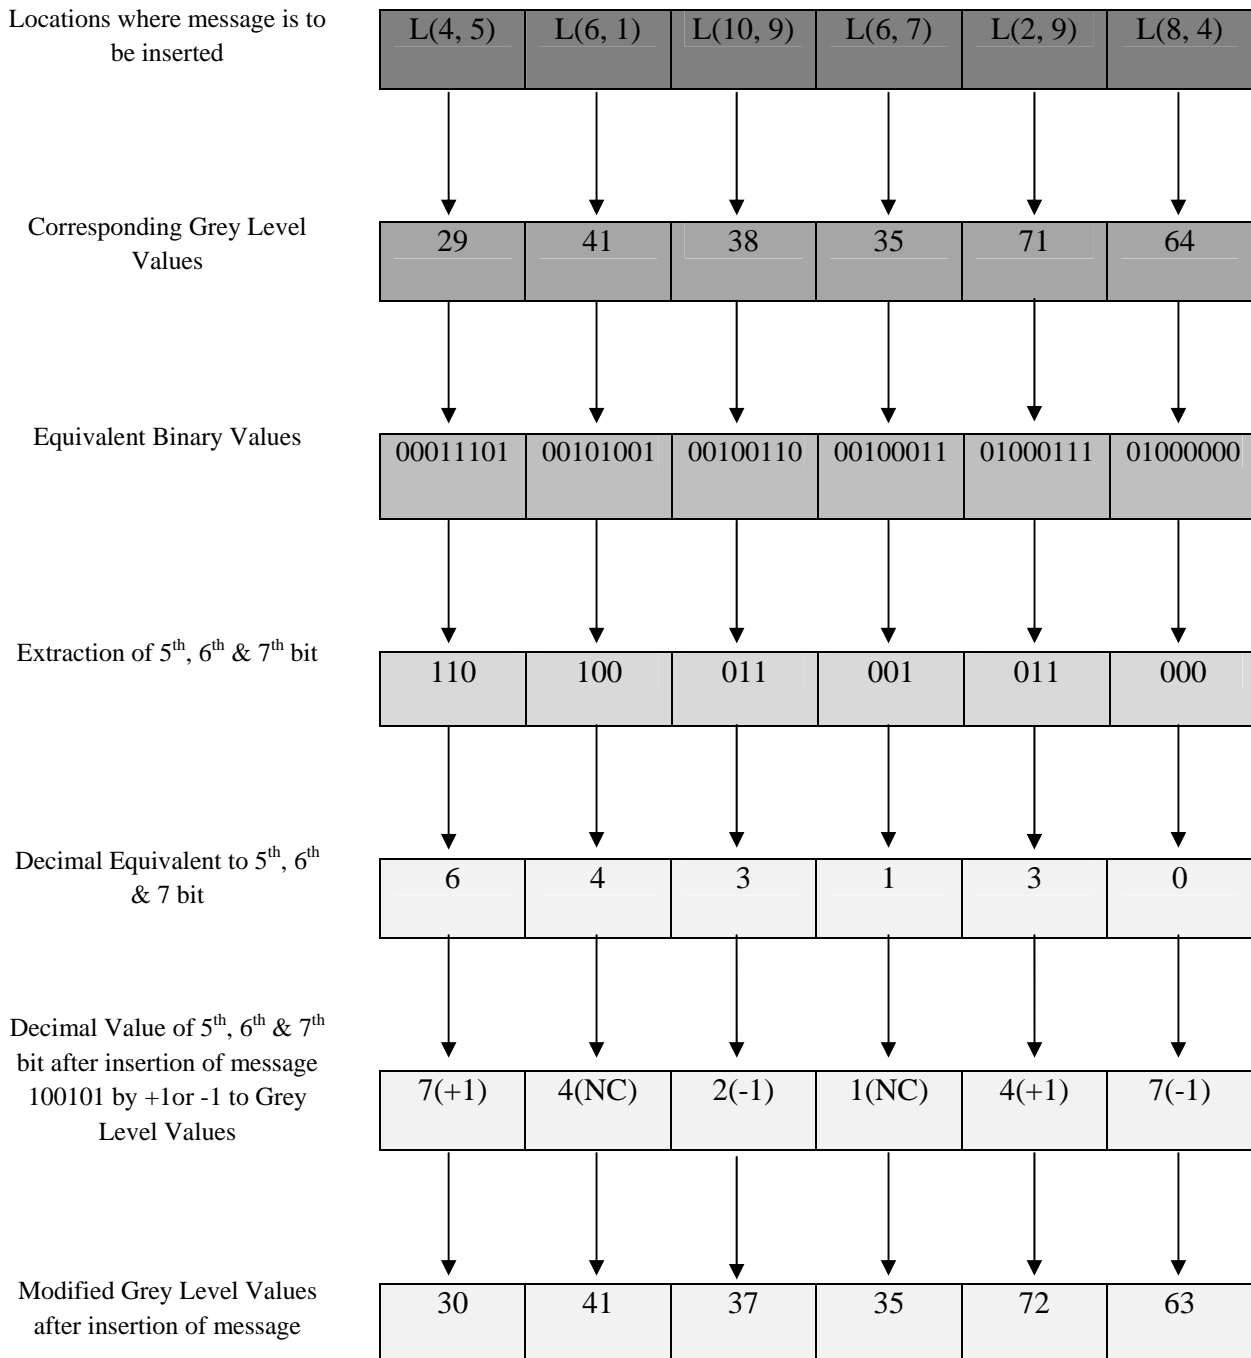 Locations where message is to
be inserted
L(4, 5) L(6, 1) L(10, 9) L(6, 7) L(2, 9) L(8, 4)
Corresponding Grey Level
Values
29 41 38 35 71 64
Equivalent Binary Values
00011101 00101001 00100110 00100011 01000111 01000000
Extraction of 5th, 6th & 7th bit
110 100 011 001 011 000
Decimal Equivalent to 5th, 6th
& 7 bit
6 4 3 1 3 0
Decimal Value of 5th, 6th & 7th
bit after insertion of message
100101 by +1or -1 to Grey
Level Values
7(+1) 4(NC) 2(-1) 1(NC) 4(+1) 7(-1)
Modified Grey Level Values
after insertion of message
30 41 37 35 72 63